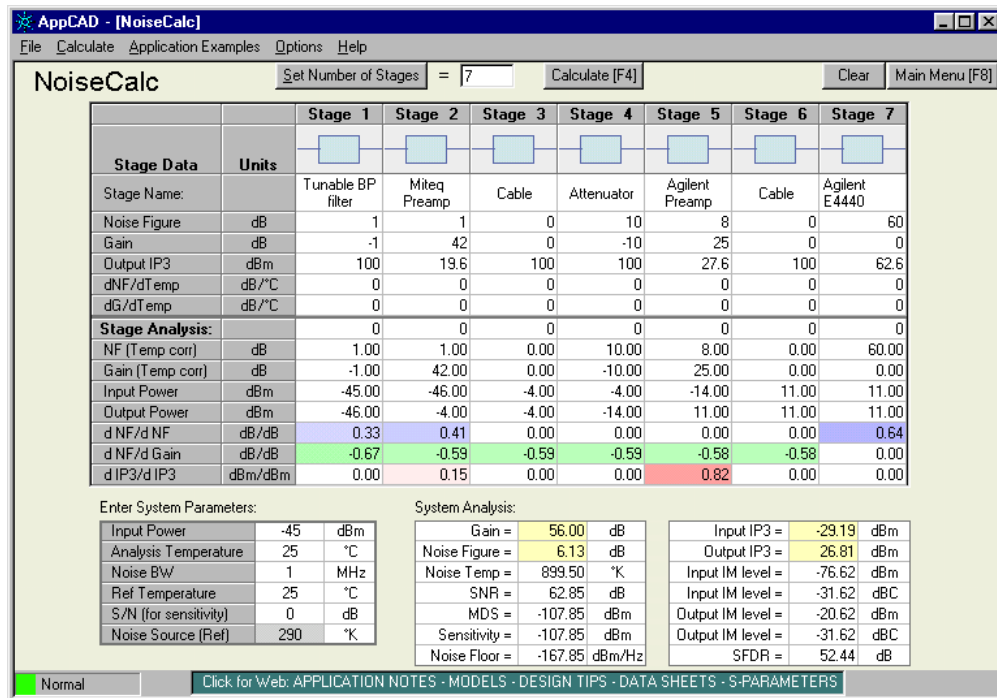 AppCAD - [NoiseCalc]
File Calculate Application Examples Options Help
NoiseCalc
Set Number of Stages = 7 Calculate [F4] Clear Main Menu [F8]
Stage 1 Stage 2 Stage 3 Stage 4 Stage 5 Stage 6 Stage 7
Stage Data Units
Stage Name: Tunable BP filter Miteq Preamp Cable Attenuator Agilent Preamp Cable Agilent E4440
Noise Figure dB 1 1 0 10 8 0 60
Gain dB -1 42 0 -10 25 0 0
Output IP3 dBm 100 19.6 100 100 27.6 100 62.6
dNF/dTemp dB/°C 0 0 0 0 0 0 0
dG/dTemp dB/°C 0 0 0 0 0 0 0
Stage Analysis: 0 0 0 0 0 0 0
NF (Temp corr) dB 1.00 1.00 0.00 10.00 8.00 0.00 60.00
Gain (Temp corr) dB -1.00 42.00 0.00 -10.00 25.00 0.00 0.00
Input Power dBm -45.00 -46.00 -4.00 -4.00 -14.00 11.00 11.00
Output Power dBm -46.00 -4.00 -4.00 -14.00 11.00 11.00 11.00
d NF/d NF dB/dB 0.33 0.41 0.00 0.00 0.00 0.00 0.64
d NF/d Gain dB/dB -0.67 -0.59 -0.59 -0.59 -0.58 -0.58 0.00
d IP3/d IP3 dBm/dBm 0.00 0.15 0.00 0.00 0.82 0.00 0.00
Enter System Parameters:
Input Power -45 dBm
Analysis Temperature 25 °C
Noise BW 1 MHz
Ref Temperature 25 °C
S/N (for sensitivity) 0 dB
Noise Source (Ref) 290 °K
System Analysis:
Gain = 56.00 dB
Noise Figure = 6.13 dB
Noise Temp = 899.50 °K
SNR = 62.85 dB
MDS = -107.85 dBm
Sensitivity = -107.85 dBm
Noise Floor = -167.85 dBm/Hz
Input IP3 = -29.19 dBm
Output IP3 = 26.81 dBm
Input IM level = -76.62 dBm
Input IM level = -31.62 dBC
Output IM level = -20.62 dBm
Output IM level = -31.62 dBC
SFDR = 52.44 dB
Normal
Click for Web: APPLICATION NOTES - MODELS - DESIGN TIPS - DATA SHEETS - S-PARAMETERS